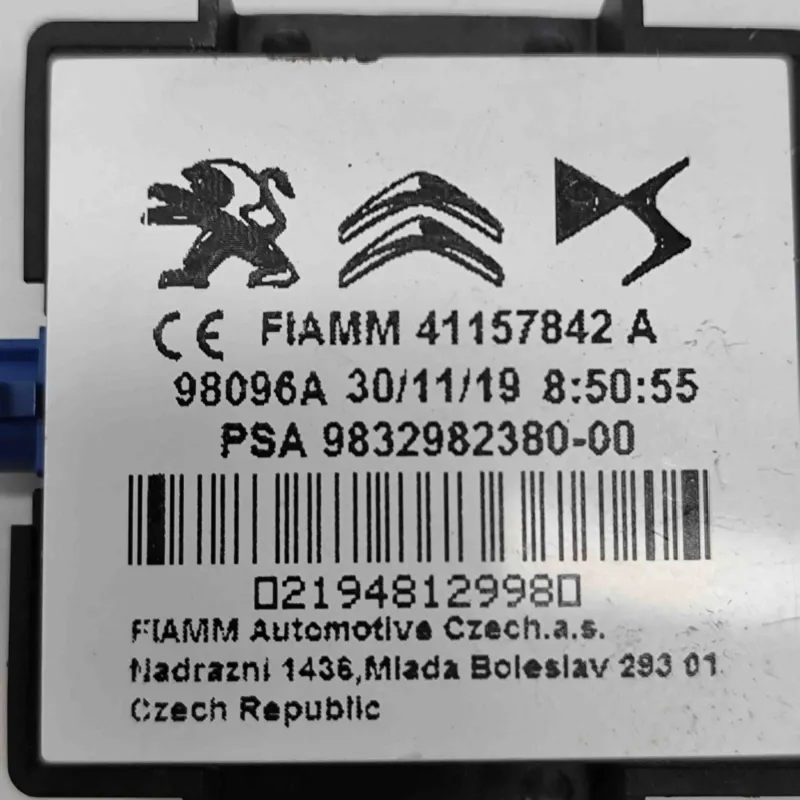 CE FIAMM 41157842 A
98096A 30/11/19 8:50:55
PSA 9832982380-00
▯2194812998▯
FIAMM Automotive Czech.a.s.
Nadrazni 1436,Mlada Boleslav 293 01
Czech Republic